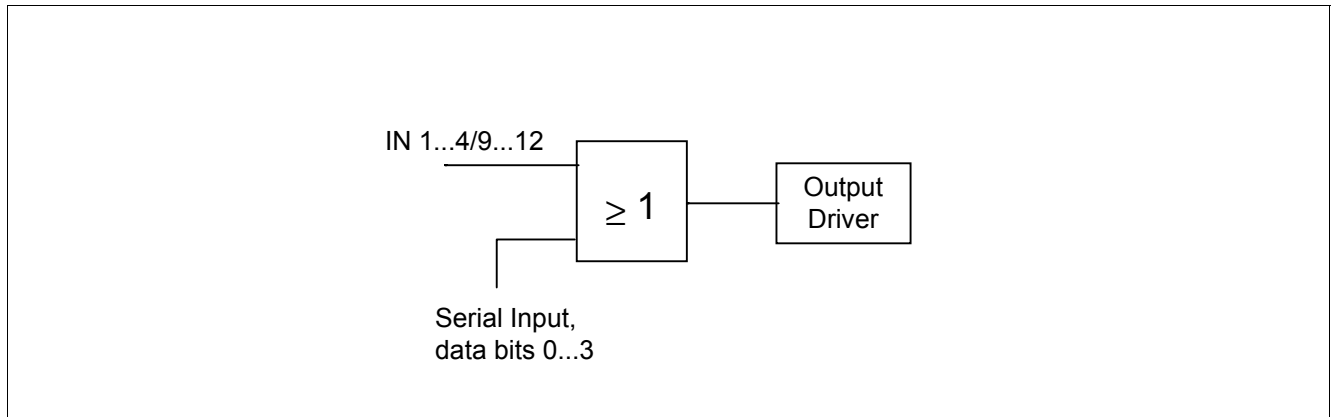 IN 1...4/9...12
≥ 1
Output
Driver
Serial Input,
data bits 0...3